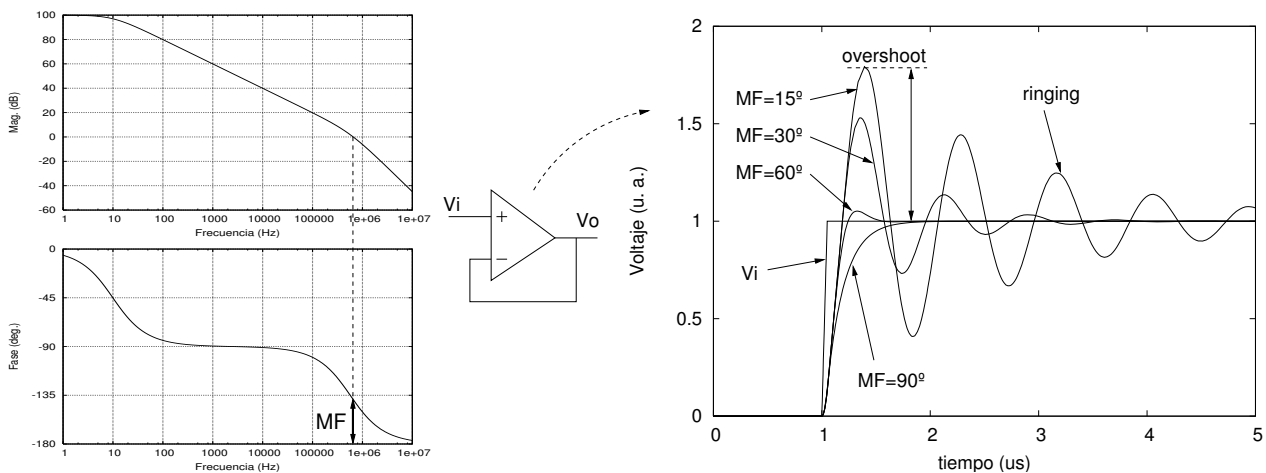 100
80
60
40
20
0
-20
-40
-60
Mag. (dB)
1 10 100 1000 10000 100000 1e+06 1e+07
Frecuencia (Hz)
0
-45
-90
-135
-180
Fase (deg.)
MF
1 10 100 1000 10000 100000 1e+06 1e+07
Frecuencia (Hz)
Vi
+
−
Vo
2
1.5
1
0.5
0
Voltaje (u. a.)
overshoot
MF=15º
MF=30º
MF=60º
ringing
Vi
MF=90º
0 1 2 3 4 5
tiempo (us)